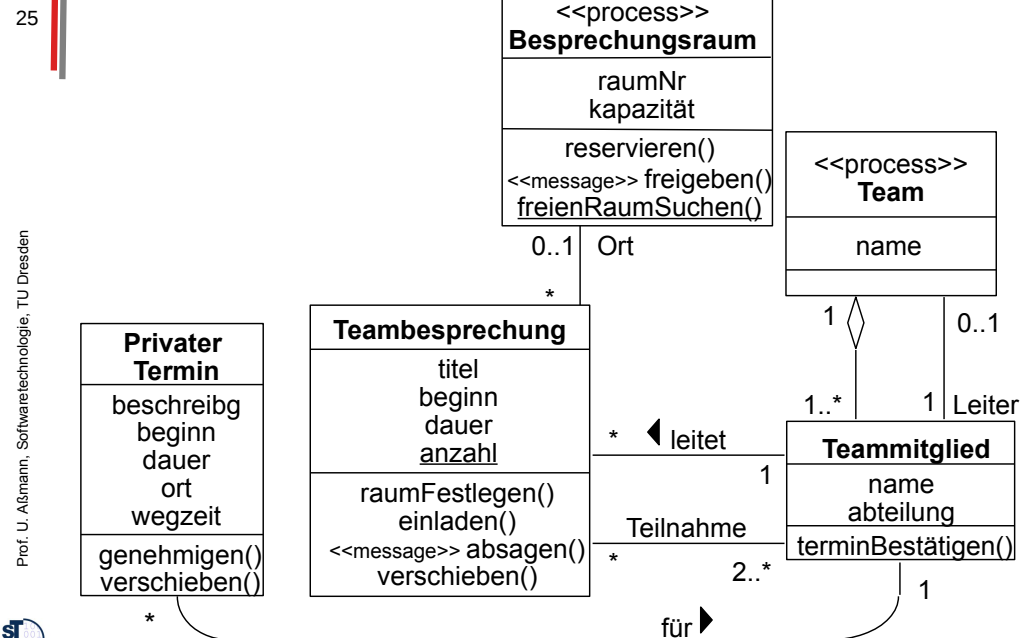 25
Prof. U. Aßmann, Softwaretechnologie, TU Dresden
<<process>>
Besprechungsraum
raumNr
kapazität
reservieren()
<<message>> freigeben()
freienRaumSuchen()
0..1 Ort
*
<<process>>
Team
name
1
0..1
1..*
1 Leiter
Privater
Termin
beschreibg
beginn
dauer
ort
wegzeit
genehmigen()
verschieben()
*
Teambesprechung
titel
beginn
dauer
anzahl
raumFestlegen()
einladen()
<<message>> absagen()
verschieben()
* leitet
1
Teilnahme
*
2..*
Teammitglied
name
abteilung
terminBestätigen()
1
für
ST